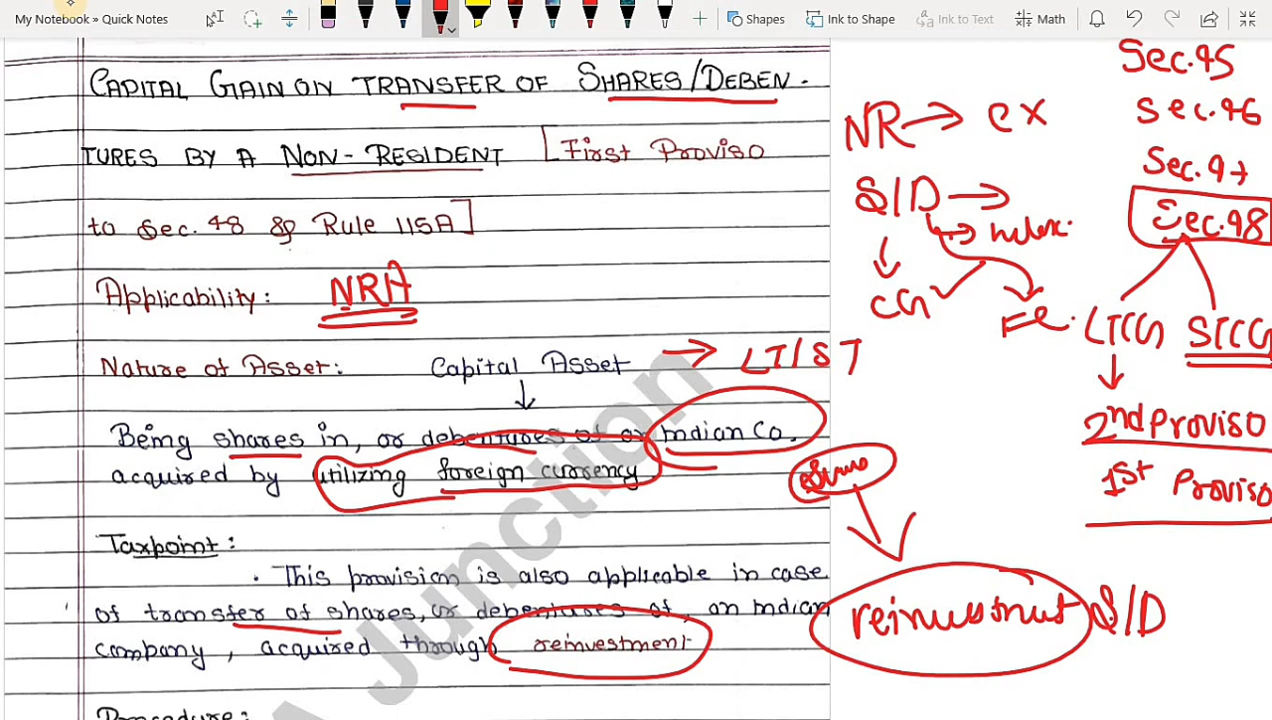 My Notebook » Quick Notes
Shapes
Ink to Shape
Ink to Text
Math
CAPITAL GAIN ON TRANSFER OF SHARES/DEBEN-
TURES BY A NON-RESIDENT [First Proviso
to Sec. 48 & Rule 115A]
Applicability: NRA
Nature of Asset: Capital Asset → LT/ST
↓
Being shares in, or debentures of an Indian Co.
acquired by utilizing foreign currency
Taxpoint:
. This provision is also applicable in case
of transfer of shares, or debentures of, an Indian
company, acquired through reinvestment
Procedure:
Junction
NR → ex
S/D →
→ index.
↓
CG
FC.
Sec.45
Sec.46
Sec.47
Sec.48
LTCG STCG
↓
2nd Proviso
1st Proviso
reinvestment S/D